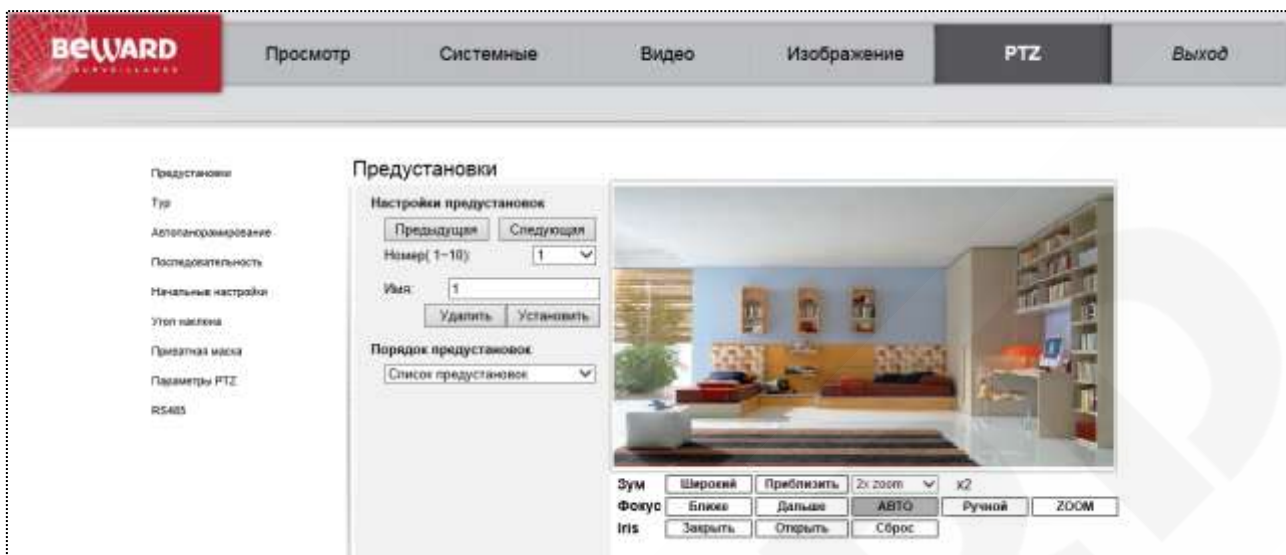 BEWARD
Просмотр Системные Видео Изображение PTZ Выход
Предустановки
Тур
Автопанорамирование
Последовательность
Начальные настройки
Угол наклона
Приватная маска
Параметры PTZ
RS485
Предустановки
Настройки предустановок
Предыдущая Следующая
Номер( 1~10): 1
Имя: 1
Удалить Установить
Порядок предустановок
Список предустановок
Зум Широкий Приблизить 2x zoom x2
Фокус Ближе Дальше АВТО Ручной ZOOM
Iris Закрыть Открыть Сброс